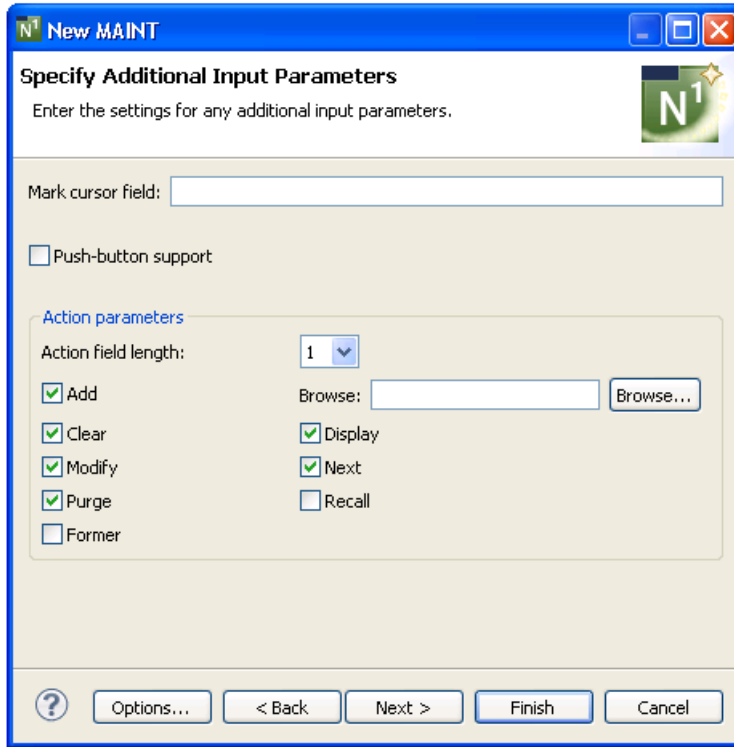 N1 New MAINT
Specify Additional Input Parameters
Enter the settings for any additional input parameters.
N1
Mark cursor field:
Push-button support
Action parameters
Action field length: 1
Add Browse: Browse...
Clear Display
Modify Next
Purge Recall
Former
? Options... < Back Next > Finish Cancel